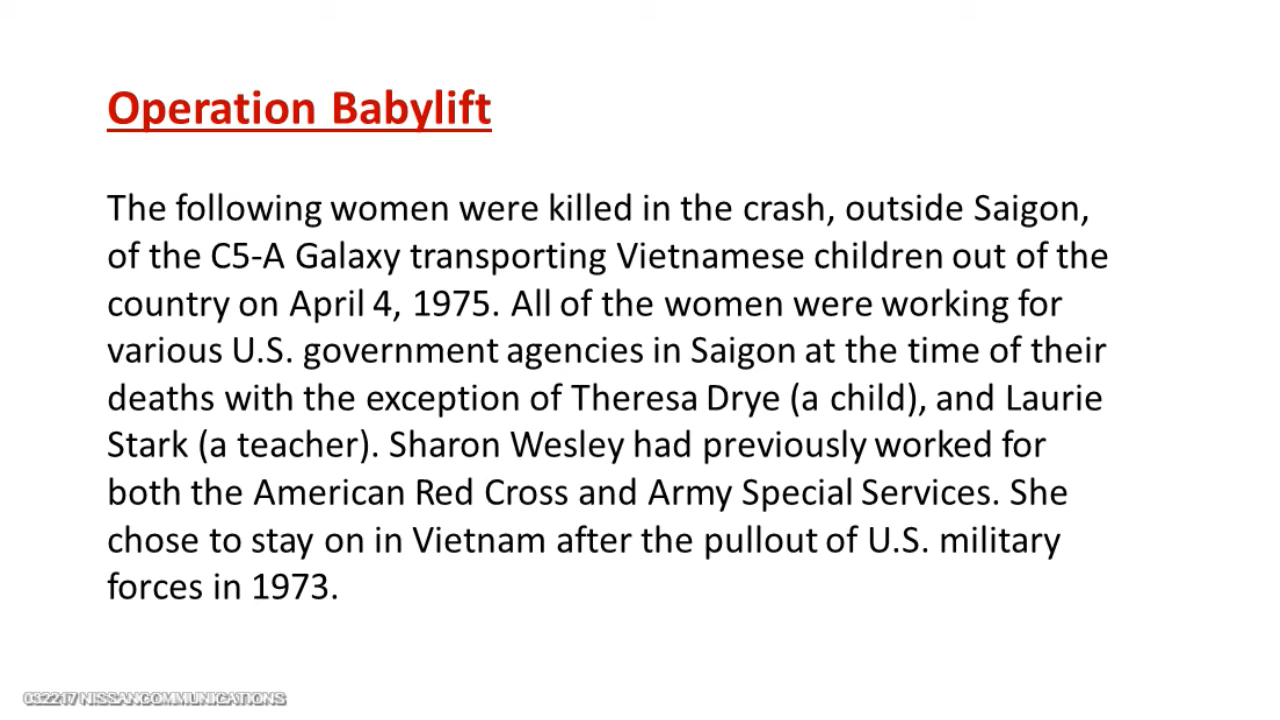 Operation Babylift
The following women were killed in the crash, outside Saigon,
of the C5-A Galaxy transporting Vietnamese children out of the
country on April 4, 1975. All of the women were working for
various U.S. government agencies in Saigon at the time of their
deaths with the exception of Theresa Drye (a child), and Laurie
Stark (a teacher). Sharon Wesley had previously worked for
both the American Red Cross and Army Special Services. She
chose to stay on in Vietnam after the pullout of U.S. military
forces in 1973.
032217 NISSANCOMMUNICATIONS